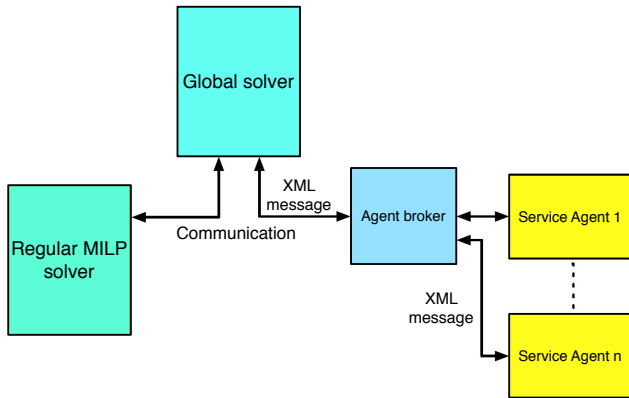 Global solver
XML
message
Communication
Regular MILP
solver
Agent broker
Service Agent 1
XML
message
Service Agent n